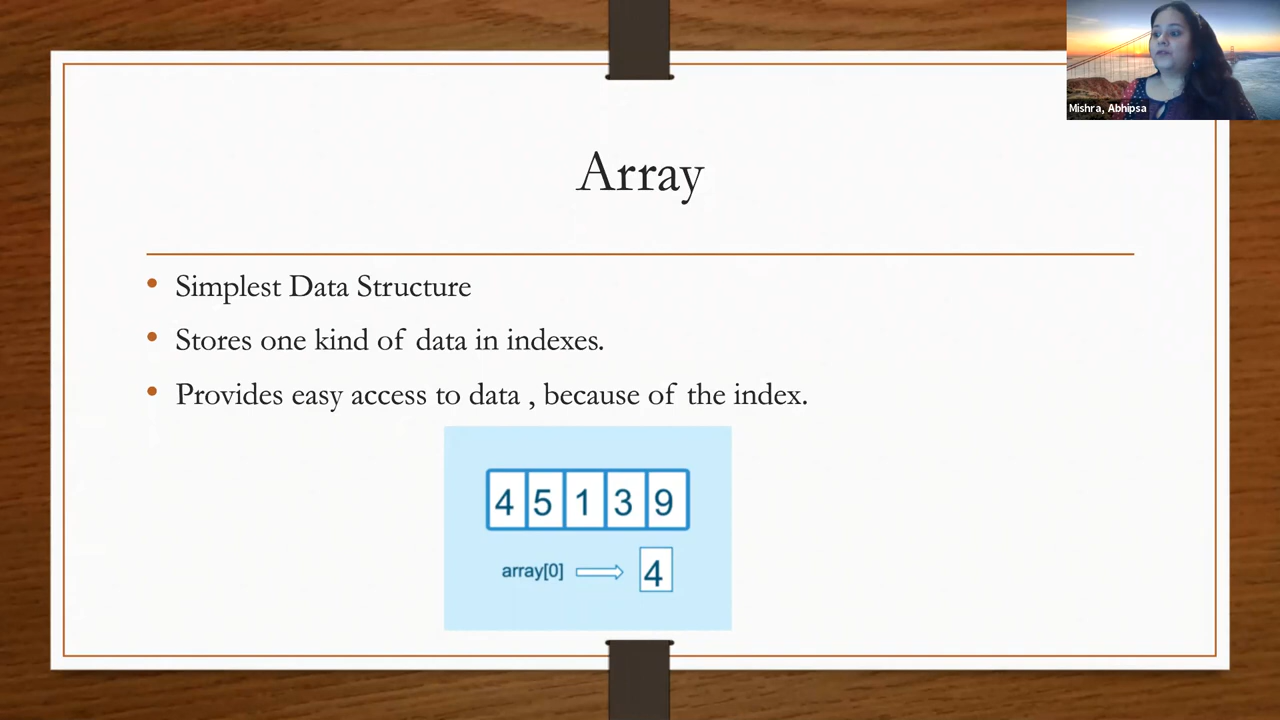 Mishra, Abhipsa
Array
• Simplest Data Structure
• Stores one kind of data in indexes.
• Provides easy access to data , because of the index.
4 5 1 3 9
array[0] 4